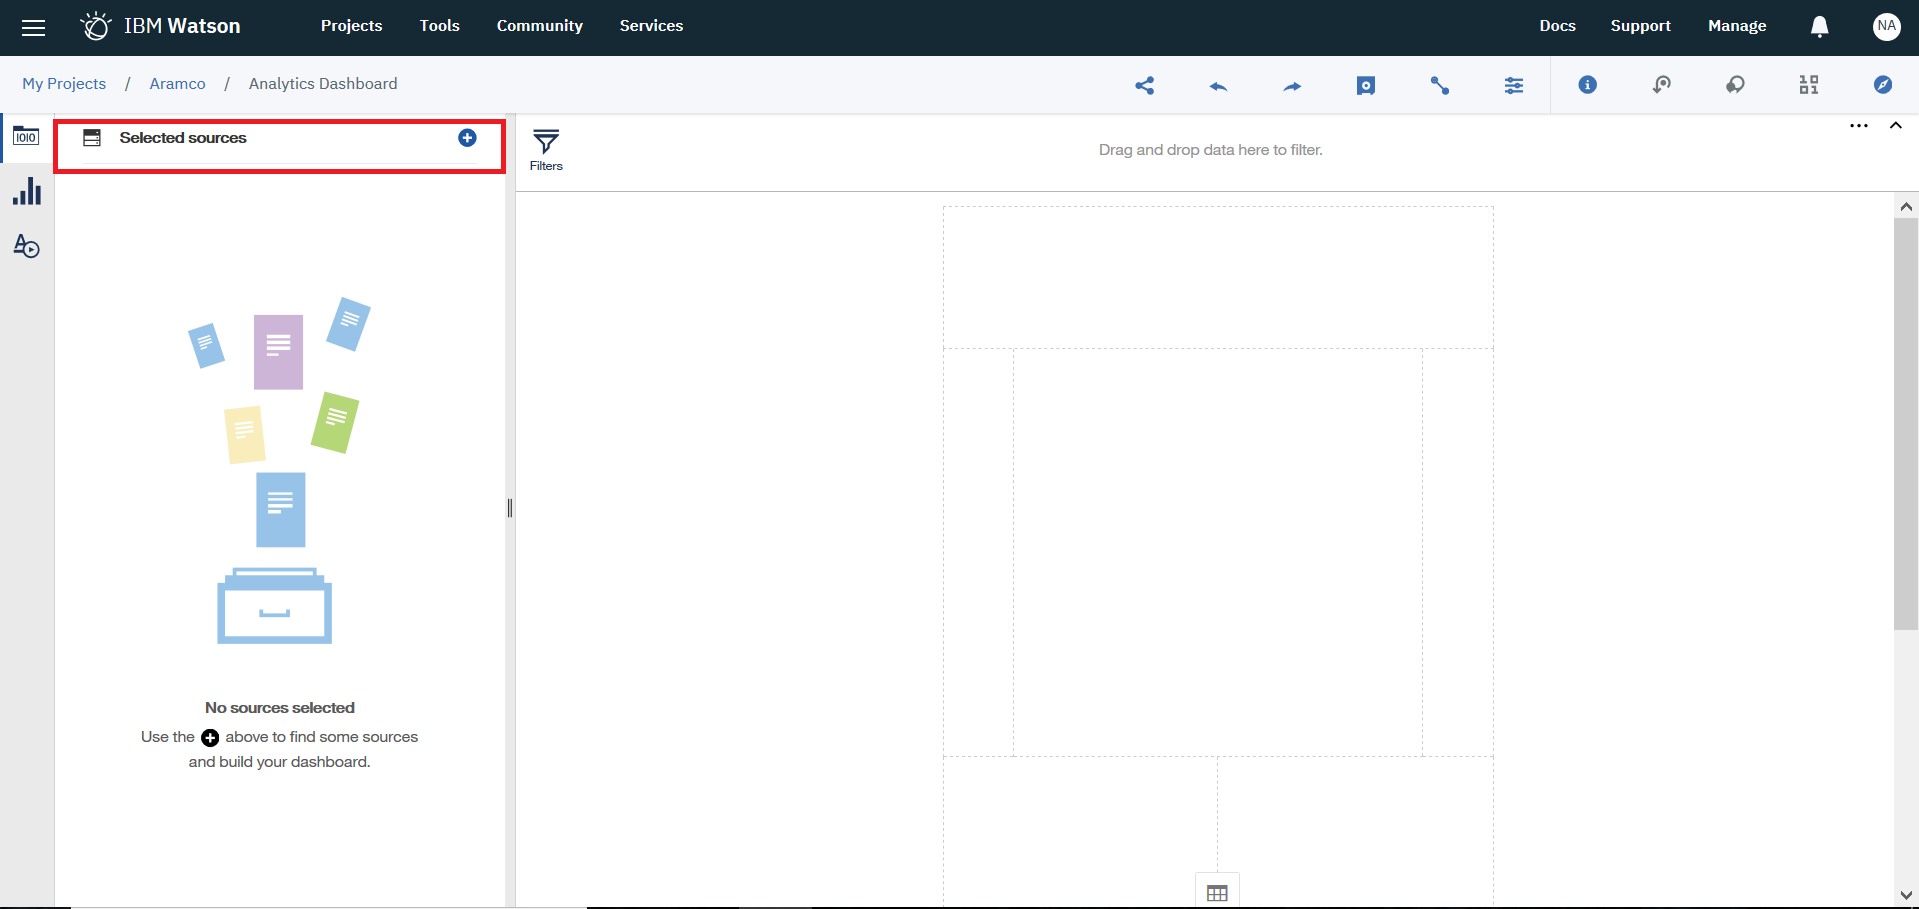 IBM Watson Projects Tools Community Services Docs Support Manage NA
My Projects / Aramco / Analytics Dashboard
Selected sources
Filters
Drag and drop data here to filter.
No sources selected
Use the above to find some sources
and build your dashboard.